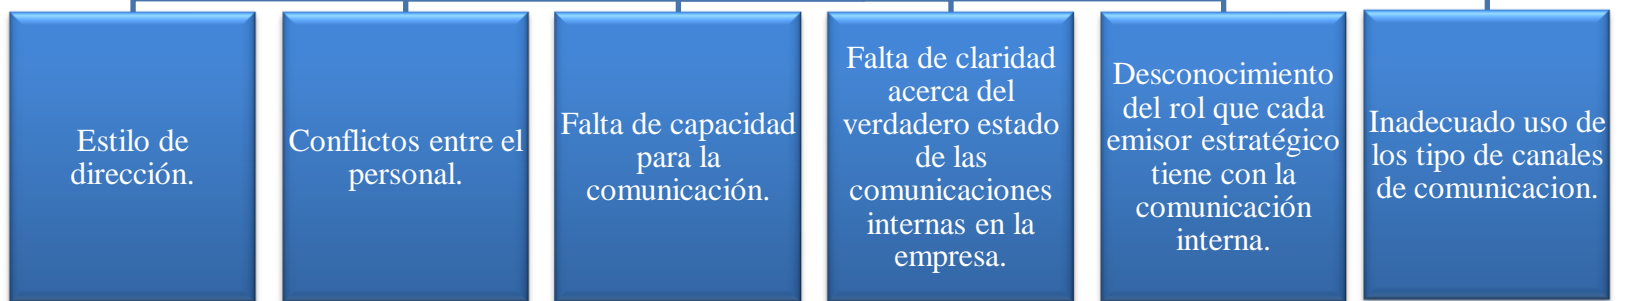 Estilo de
dirección.
Conflictos entre el
personal.
Falta de capacidad
para la
comunicación.
Falta de claridad
acerca del
verdadero estado
de las
comunicaciones
internas en la
empresa.
Desconocimiento
del rol que cada
emisor estratégico
tiene con la
comunicación
interna.
Inadecuado uso de
los tipo de canales
de comunicacion.